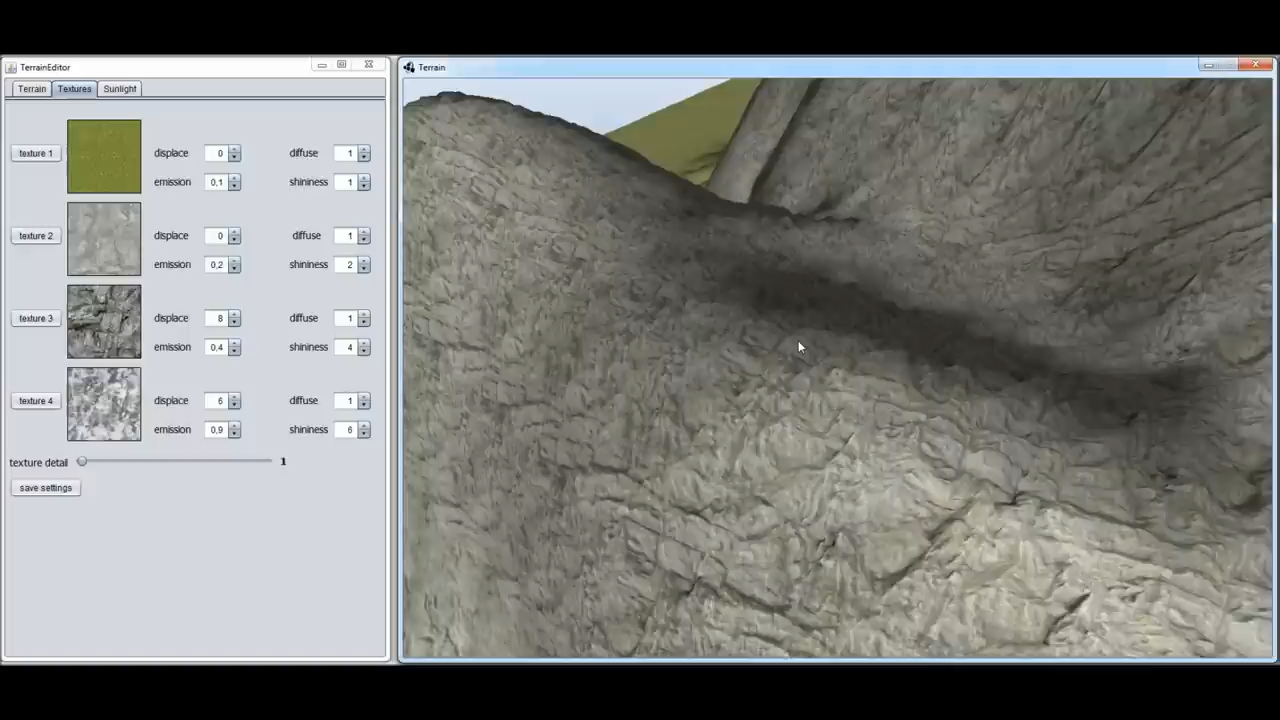 TerrainEditor
Terrain Textures Sunlight
texture 1 displace 0 diffuse 1
emission 0,1 shininess 1
texture 2 displace 0 diffuse 1
emission 0,2 shininess 2
texture 3 displace 8 diffuse 1
emission 0,4 shininess 4
texture 4 displace 6 diffuse 1
emission 0,9 shininess 6
texture detail 1
save settings
Terrain